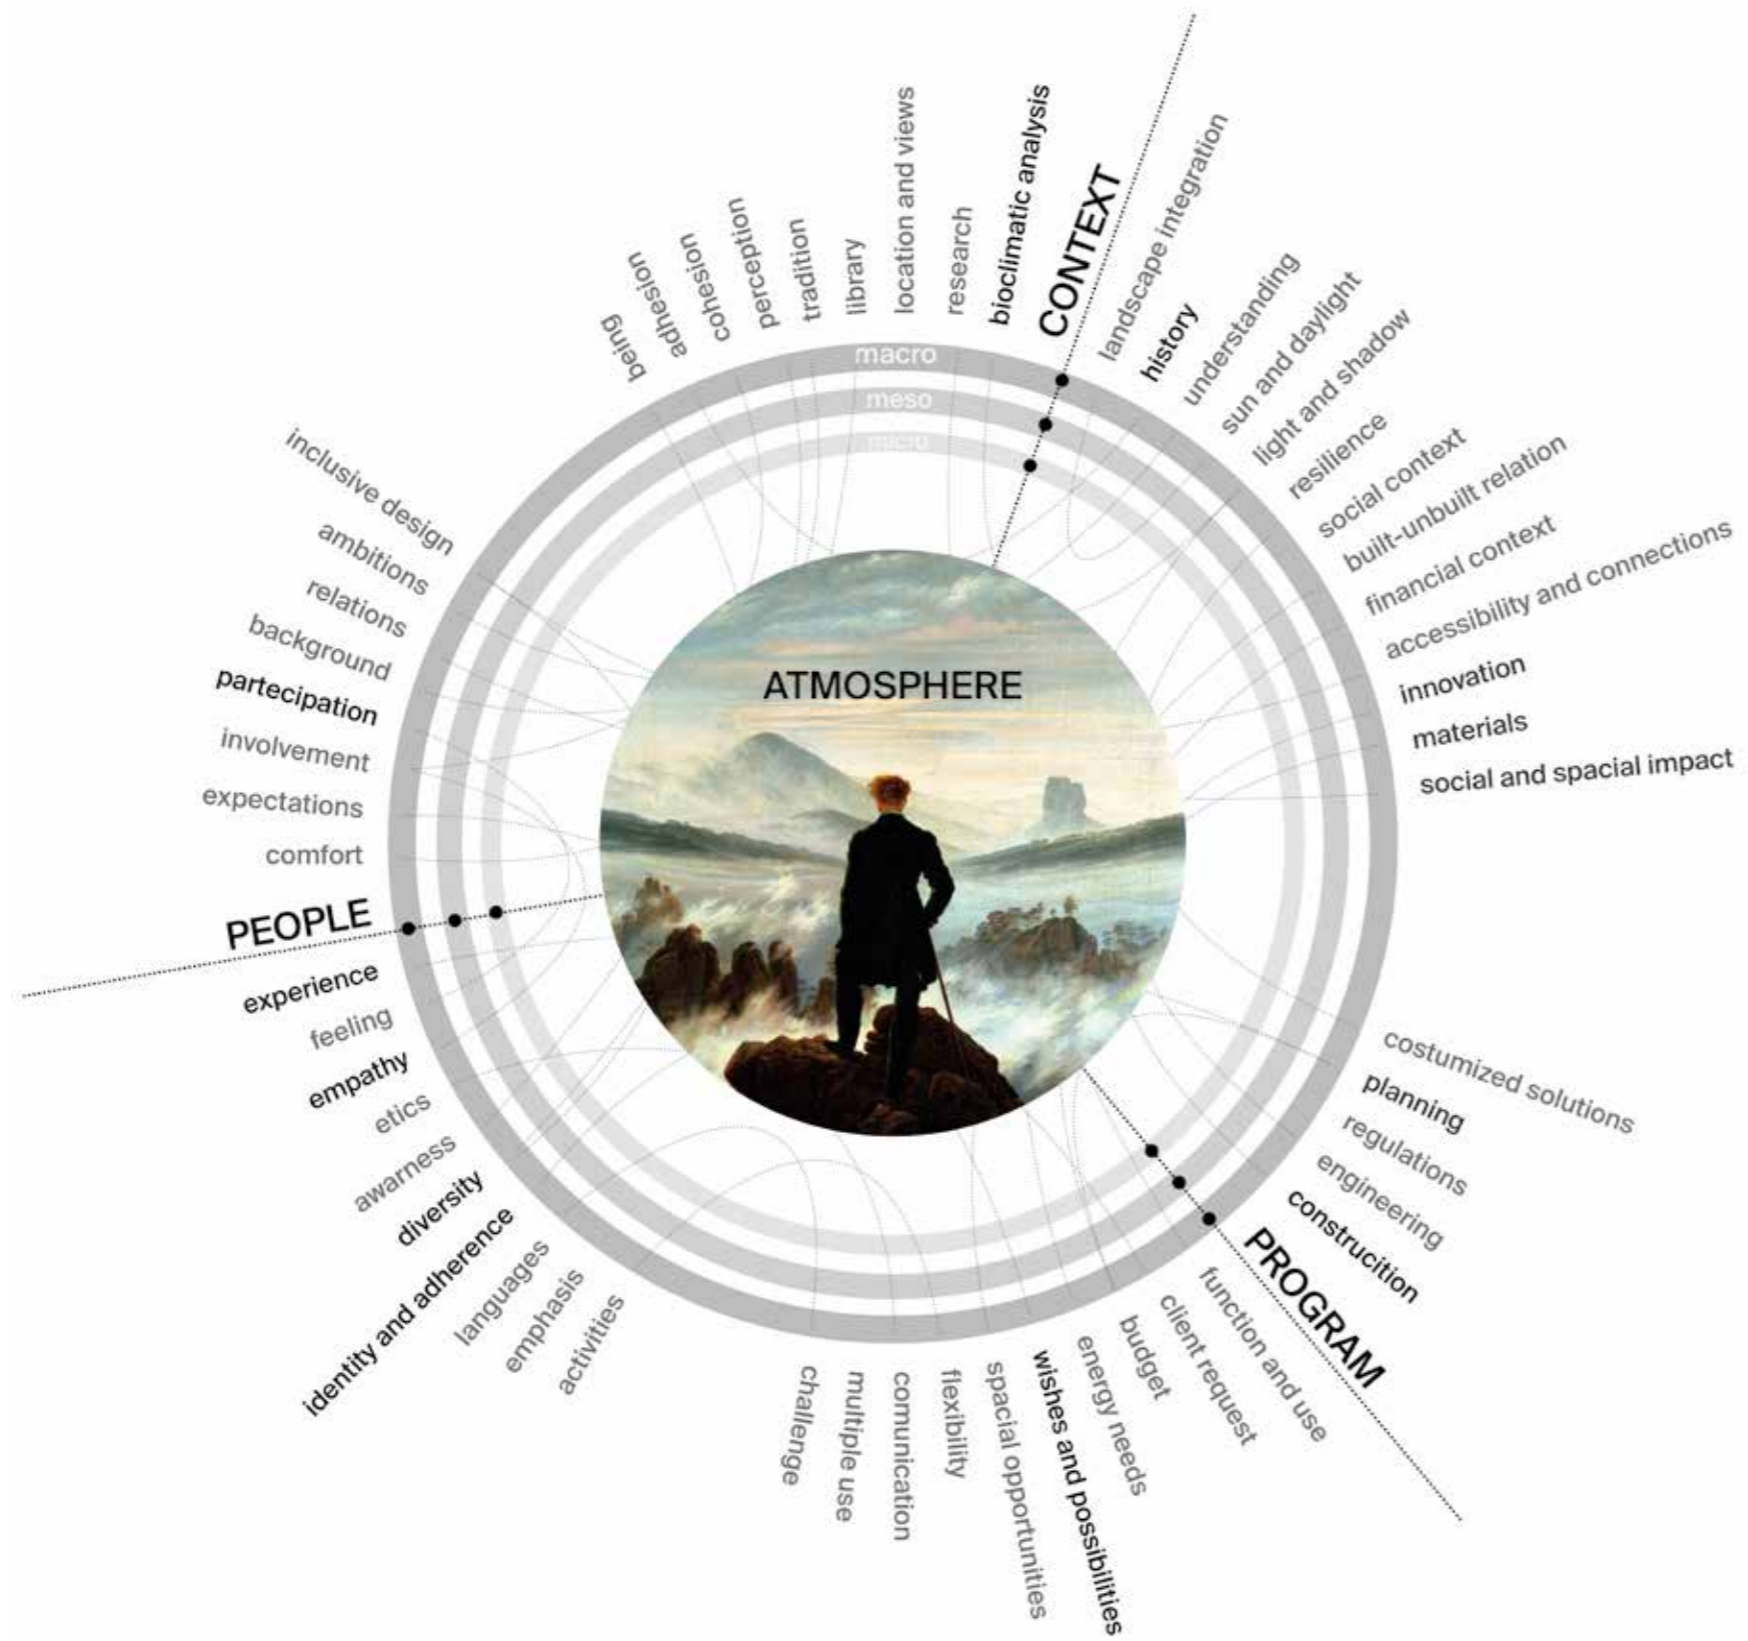 being
adhesion
cohesion
perception
tradition
library
location and views
research
bioclimatic analysis
CONTEXT
landscape integration
history
understanding
sun and daylight
light and shadow
resilience
social context
built-unbuilt relation
financial context
accessibility and connections
innovation
materials
social and spacial impact
costumized solutions
planning
regulations
engineering
construcition
PROGRAM
function and use
client request
budget
energy needs
wishes and possibilities
spacial opportunities
flexibility
comunication
multiple use
challenge
activities
emphasis
languages
identity and adherence
diversity
awarness
etics
empathy
feeling
experience
PEOPLE
comfort
expectations
involvement
partecipation
background
relations
ambitions
inclusive design
macro
meso
micro
ATMOSPHERE